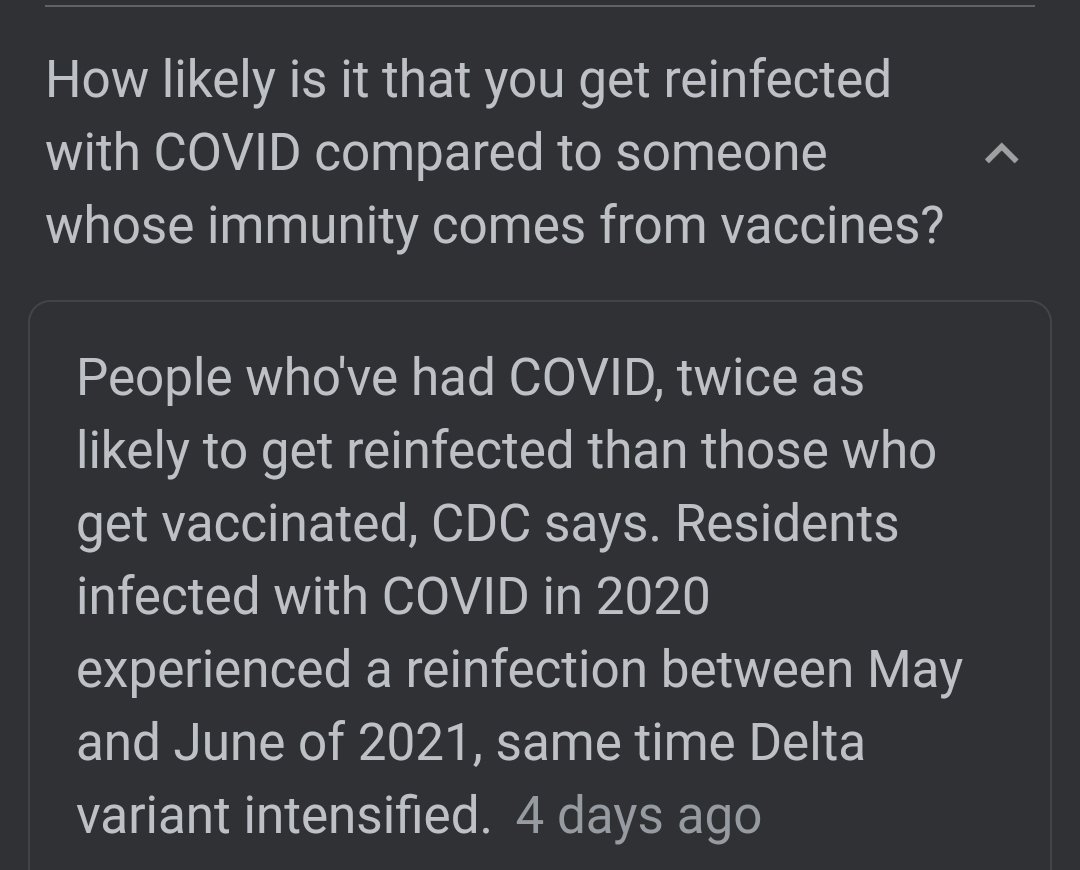 How likely is it that you get reinfected
with COVID compared to someone
whose immunity comes from vaccines?
People who've had COVID, twice as
likely to get reinfected than those who
get vaccinated, CDC says. Residents
infected with COVID in 2020
experienced a reinfection between May
and June of 2021, same time Delta
variant intensified. 4 days ago